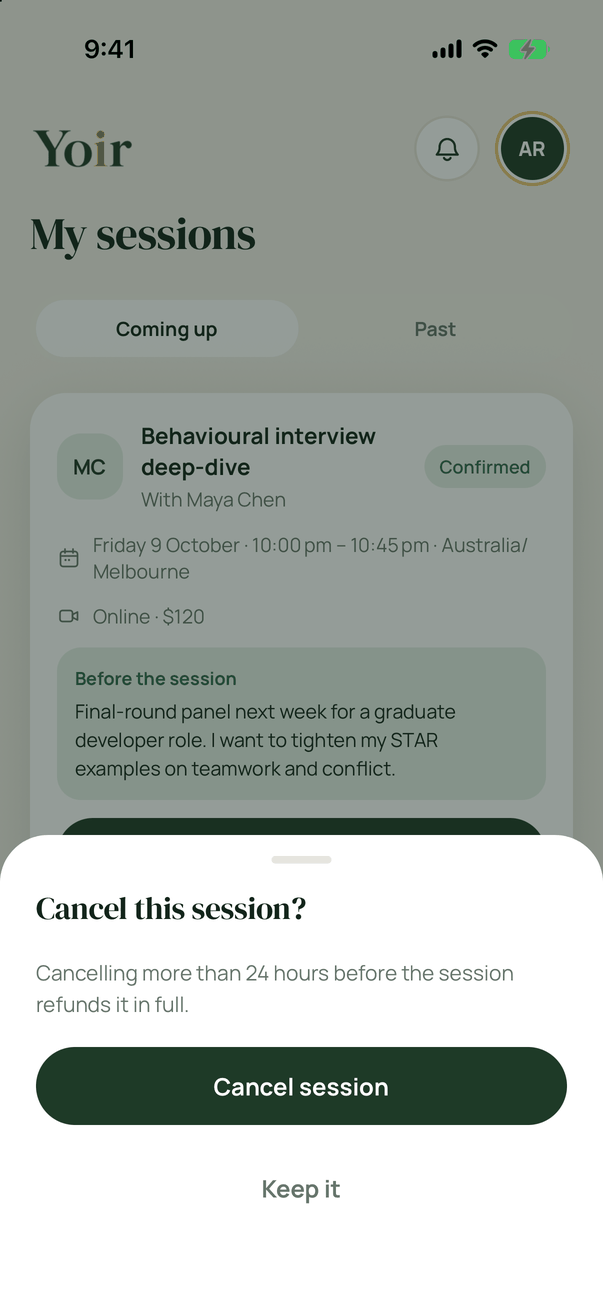 9:41
Yoir
AR
My sessions
Coming up
Past
MC
Behavioural interview
deep-dive
With Maya Chen
Confirmed
Friday 9 October · 10:00 pm – 10:45 pm · Australia/
Melbourne
Online · $120
Before the session
Final-round panel next week for a graduate
developer role. I want to tighten my STAR
examples on teamwork and conflict.
Cancel this session?
Cancelling more than 24 hours before the session
refunds it in full.
Cancel session
Keep it